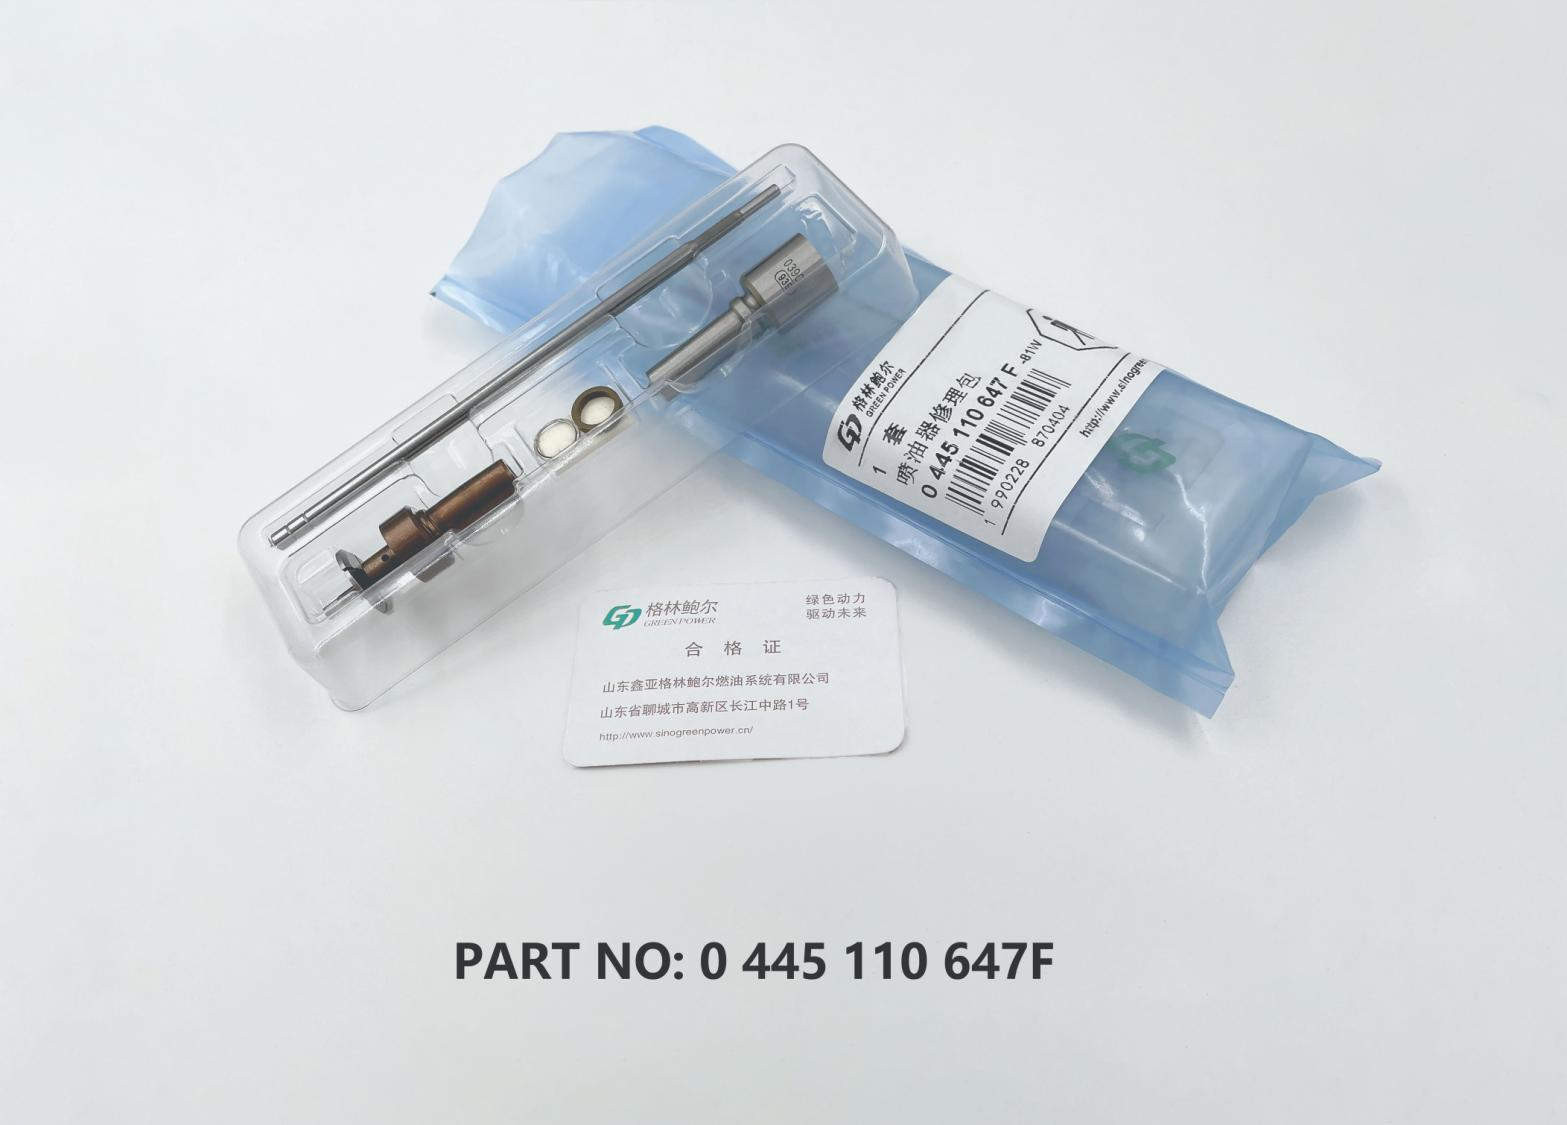 格林鲍尔
GREEN POWER
1 套
喷油器修理包
0 445 110 647 F -B1W
1 990228 870404
格林鲍尔
GREEN POWER
绿色动力
驱动未来
合 格 证
山东鑫亚格林鲍尔燃油系统有限公司
山东省聊城市高新区长江中路1号
http://www.sinogreenpower.cn/
PART NO: 0 445 110 647F